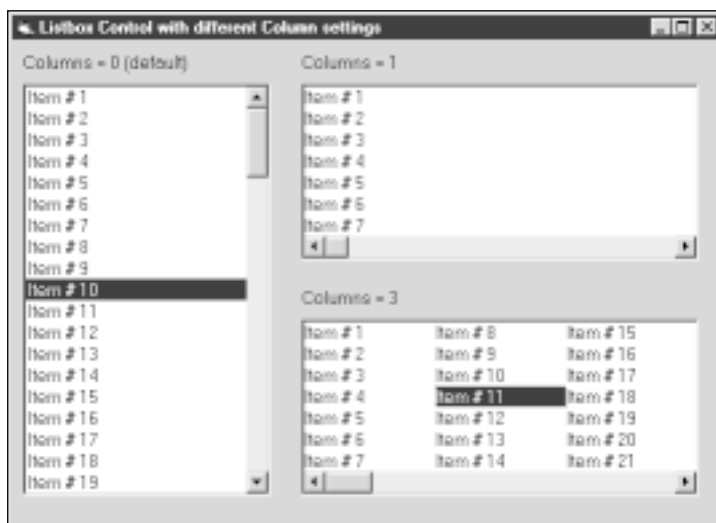 Listbox Control with different Column settings
Columns = 0 (default)
Item # 1
Item # 2
Item # 3
Item # 4
Item # 5
Item # 6
Item # 7
Item # 8
Item # 9
Item # 10
Item # 11
Item # 12
Item # 13
Item # 14
Item # 15
Item # 16
Item # 17
Item # 18
Item # 19
Columns = 1
Item # 1
Item # 2
Item # 3
Item # 4
Item # 5
Item # 6
Item # 7
Columns = 3
Item # 1
Item # 2
Item # 3
Item # 4
Item # 5
Item # 6
Item # 7
Item # 8
Item # 9
Item # 10
Item # 11
Item # 12
Item # 13
Item # 14
Item # 15
Item # 16
Item # 17
Item # 18
Item # 19
Item # 20
Item # 21